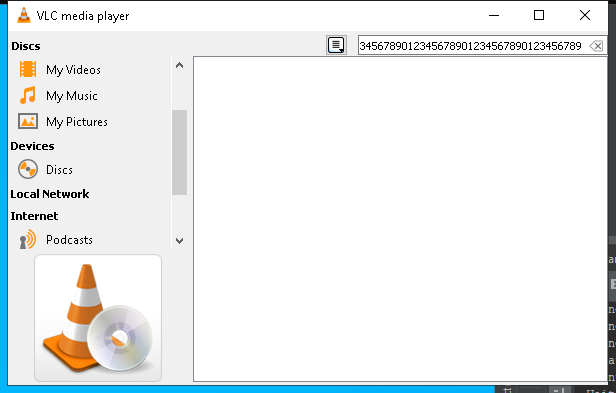 VLC media player
Discs
3456789012345678901234567890123456789
My Videos
My Music
My Pictures
Devices
Discs
Local Network
Internet
Podcasts